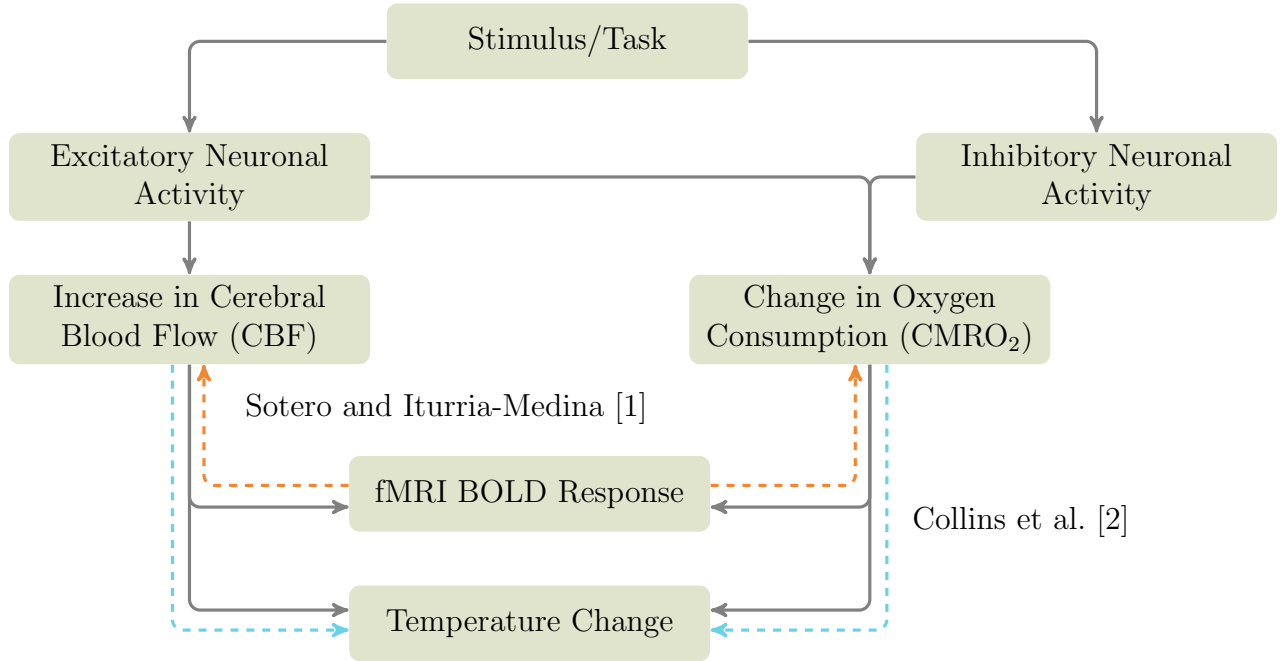 Stimulus/Task
Excitatory Neuronal
Activity
Inhibitory Neuronal
Activity
Increase in Cerebral
Blood Flow (CBF)
Change in Oxygen
Consumption (CMRO₂)
Sotero and Iturria-Medina [1]
fMRI BOLD Response
Collins et al. [2]
Temperature Change